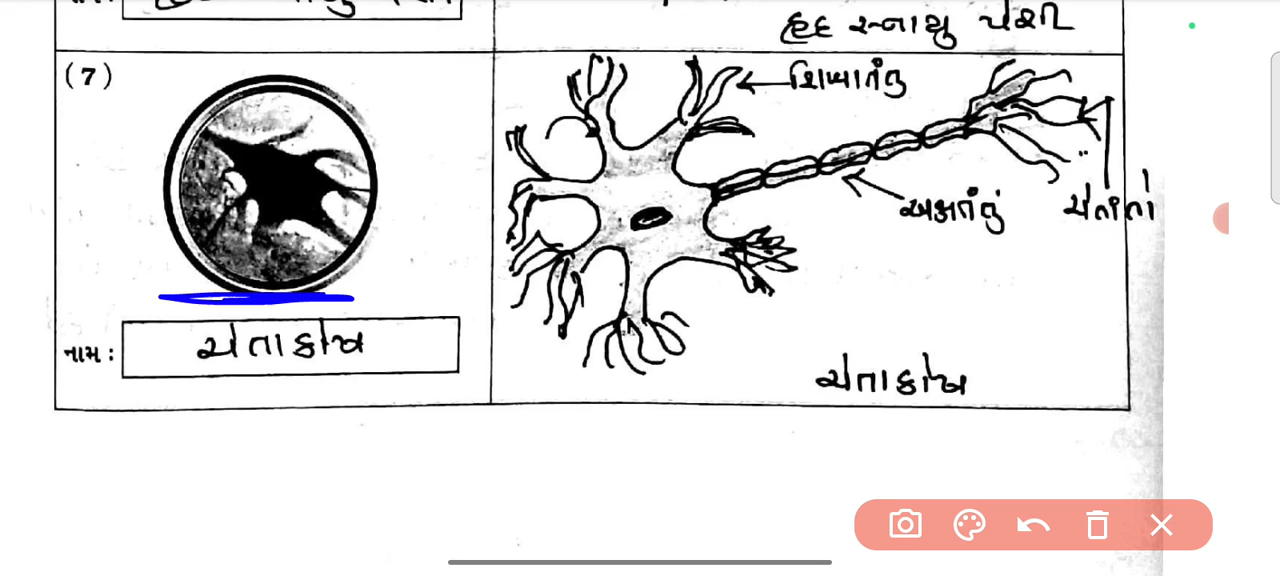 હૃદ સ્નાયુ પેશી
(7)
શિખાતંતુ
અક્ષતંતુ
ચેતાંતો
નામ :
ચેતાકોષ
ચેતાકોષ